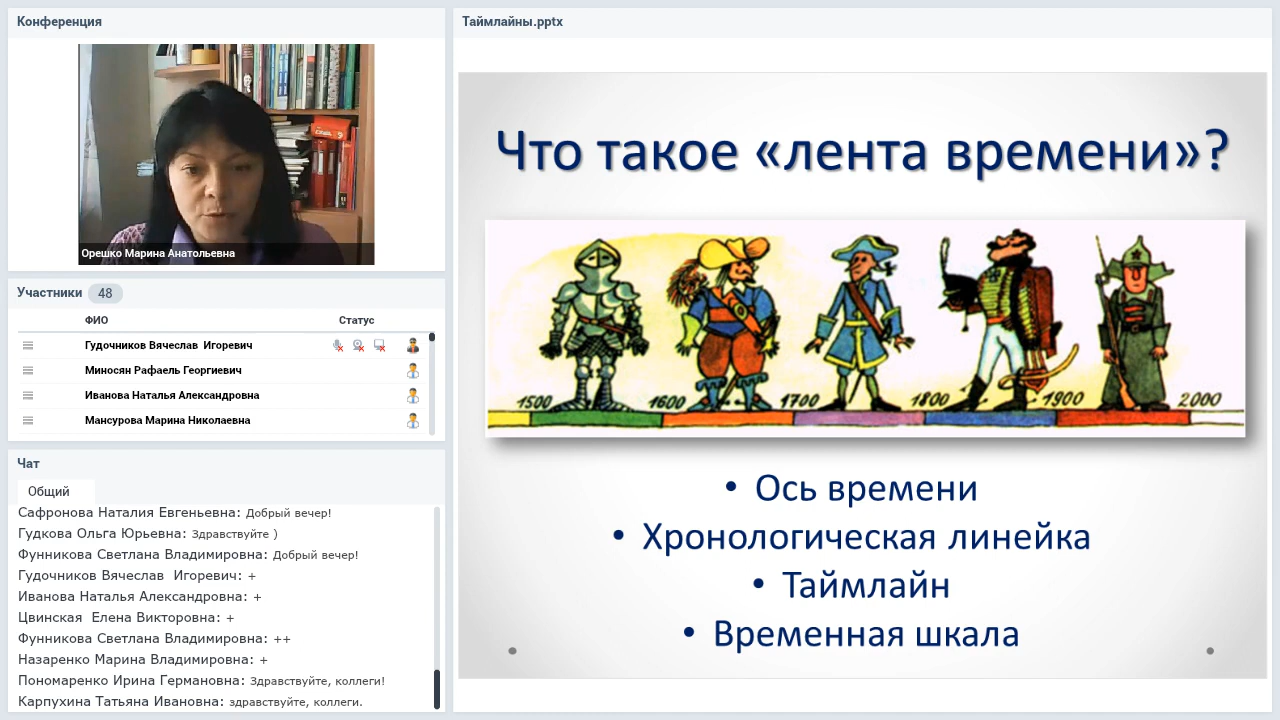 Конференция
Орешко Марина Анатольевна
Участники 48
ФИО Статус
Гудочников Вячеслав Игоревич
Миносян Рафаель Георгиевич
Иванова Наталья Александровна
Мансурова Марина Николаевна
Чат
Общий
Сафронова Наталия Евгеньевна: Добрый вечер!
Гудкова Ольга Юрьевна: Здравствуйте )
Фунникова Светлана Владимировна: Добрый вечер!
Гудочников Вячеслав Игоревич: +
Иванова Наталья Александровна: +
Цвинская Елена Викторовна: +
Фунникова Светлана Владимировна: ++
Назаренко Марина Владимировна: +
Пономаренко Ирина Германовна: Здравствуйте, коллеги!
Карпухина Татьяна Ивановна: здравствуйте, коллеги.
Таймлайны.pptx
Что такое «лента времени»?
1500 1600 1700 1800 1900 2000
• Ось времени
• Хронологическая линейка
• Таймлайн
• Временная шкала